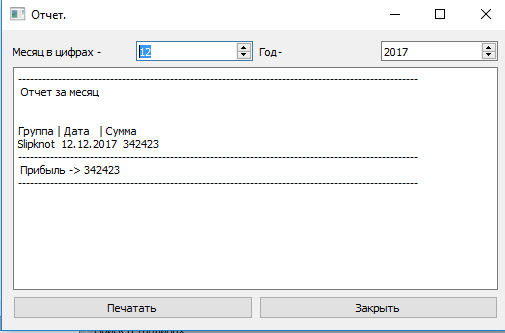 Отчет.
Месяц в цифрах - 12 Год- 2017
--------------------------------------------------------------------------------
Отчет за месяц
Группа | Дата | Сумма
Slipknot 12.12.2017 342423
--------------------------------------------------------------------------------
Прибыль -> 342423
--------------------------------------------------------------------------------
Печатать Закрыть